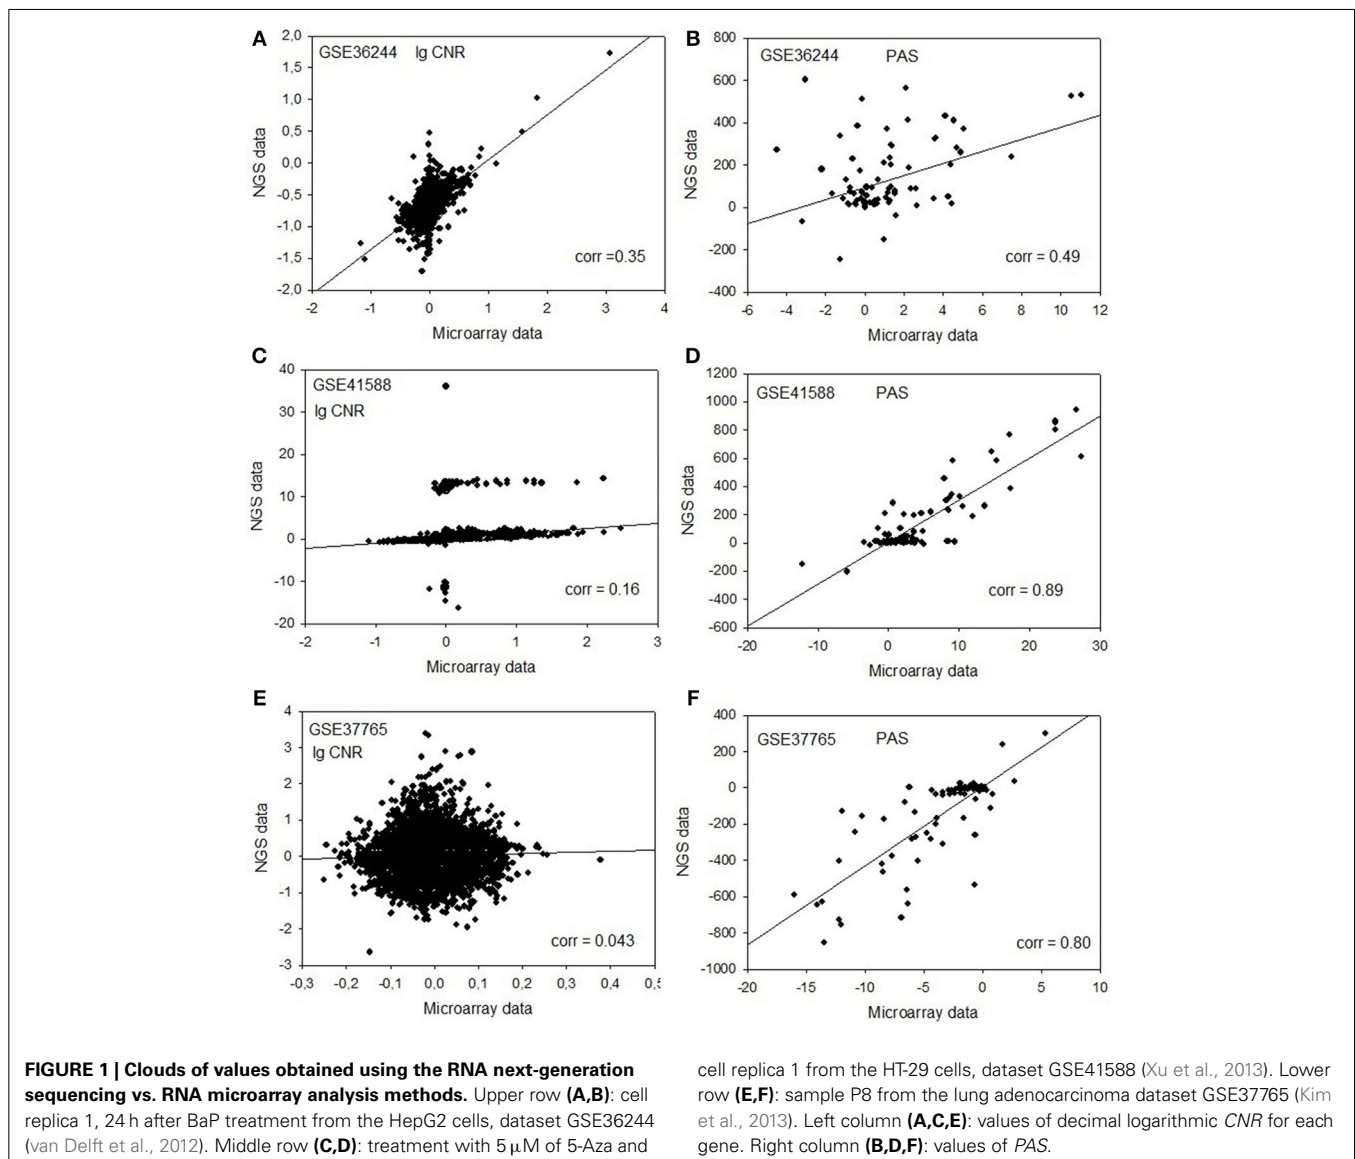 A
GSE36244 lg CNR
2,0
1,5
1,0
0,5
0,0
-0,5
-1,0
-1,5
-2,0
NGS data
corr =0.35
-2 -1 0 1 2 3 4
Microarray data
B
GSE36244 PAS
800
600
400
200
0
-200
-400
NGS data
corr = 0.49
-6 -4 -2 0 2 4 6 8 10 12
Microarray data
C
GSE41588
lg CNR
40
30
20
10
0
-10
-20
NGS data
corr = 0.16
-2 -1 0 1 2 3
Microarray data
D
GSE41588 PAS
1200
1000
800
600
400
200
0
-200
-400
-600
NGS data
corr = 0.89
-20 -10 0 10 20 30
Microarray data
E
GSE37765
lg CNR
4
3
2
1
0
-1
-2
-3
NGS data
corr = 0.043
-0,3 -0,2 -0,1 0,0 0,1 0,2 0,3 0,4
Microarray data
F
GSE37765 PAS
400
200
0
-200
-400
-600
-800
-1000
NGS data
corr = 0.80
-20 -15 -10 -5 0 5 10
Microarray data
FIGURE 1 | Clouds of values obtained using the RNA next-generation
sequencing vs. RNA microarray analysis methods. Upper row (A,B): cell
replica 1, 24 h after BaP treatment from the HepG2 cells, dataset GSE36244
(van Delft et al., 2012). Middle row (C,D): treatment with 5 μM of 5-Aza and
cell replica 1 from the HT-29 cells, dataset GSE41588 (Xu et al., 2013). Lower
row (E,F): sample P8 from the lung adenocarcinoma dataset GSE37765 (Kim
et al., 2013). Left column (A,C,E): values of decimal logarithmic CNR for each
gene. Right column (B,D,F): values of PAS.